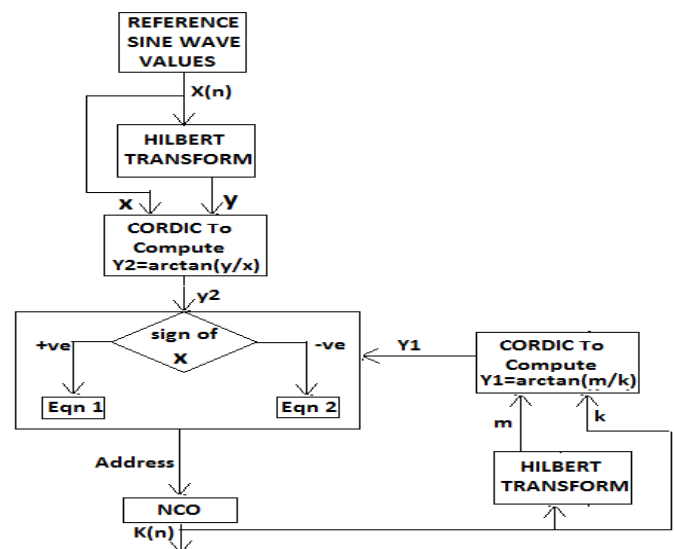 REFERENCE
SINE WAVE
VALUES
X(n)
HILBERT
TRANSFORM
x
y
CORDIC To
Compute
Y2=arctan(y/x)
y2
sign of
X
+ve
-ve
Eqn 1
Eqn 2
Y1
CORDIC To
Compute
Y1=arctan(m/k)
m
k
HILBERT
TRANSFORM
Address
NCO
K(n)